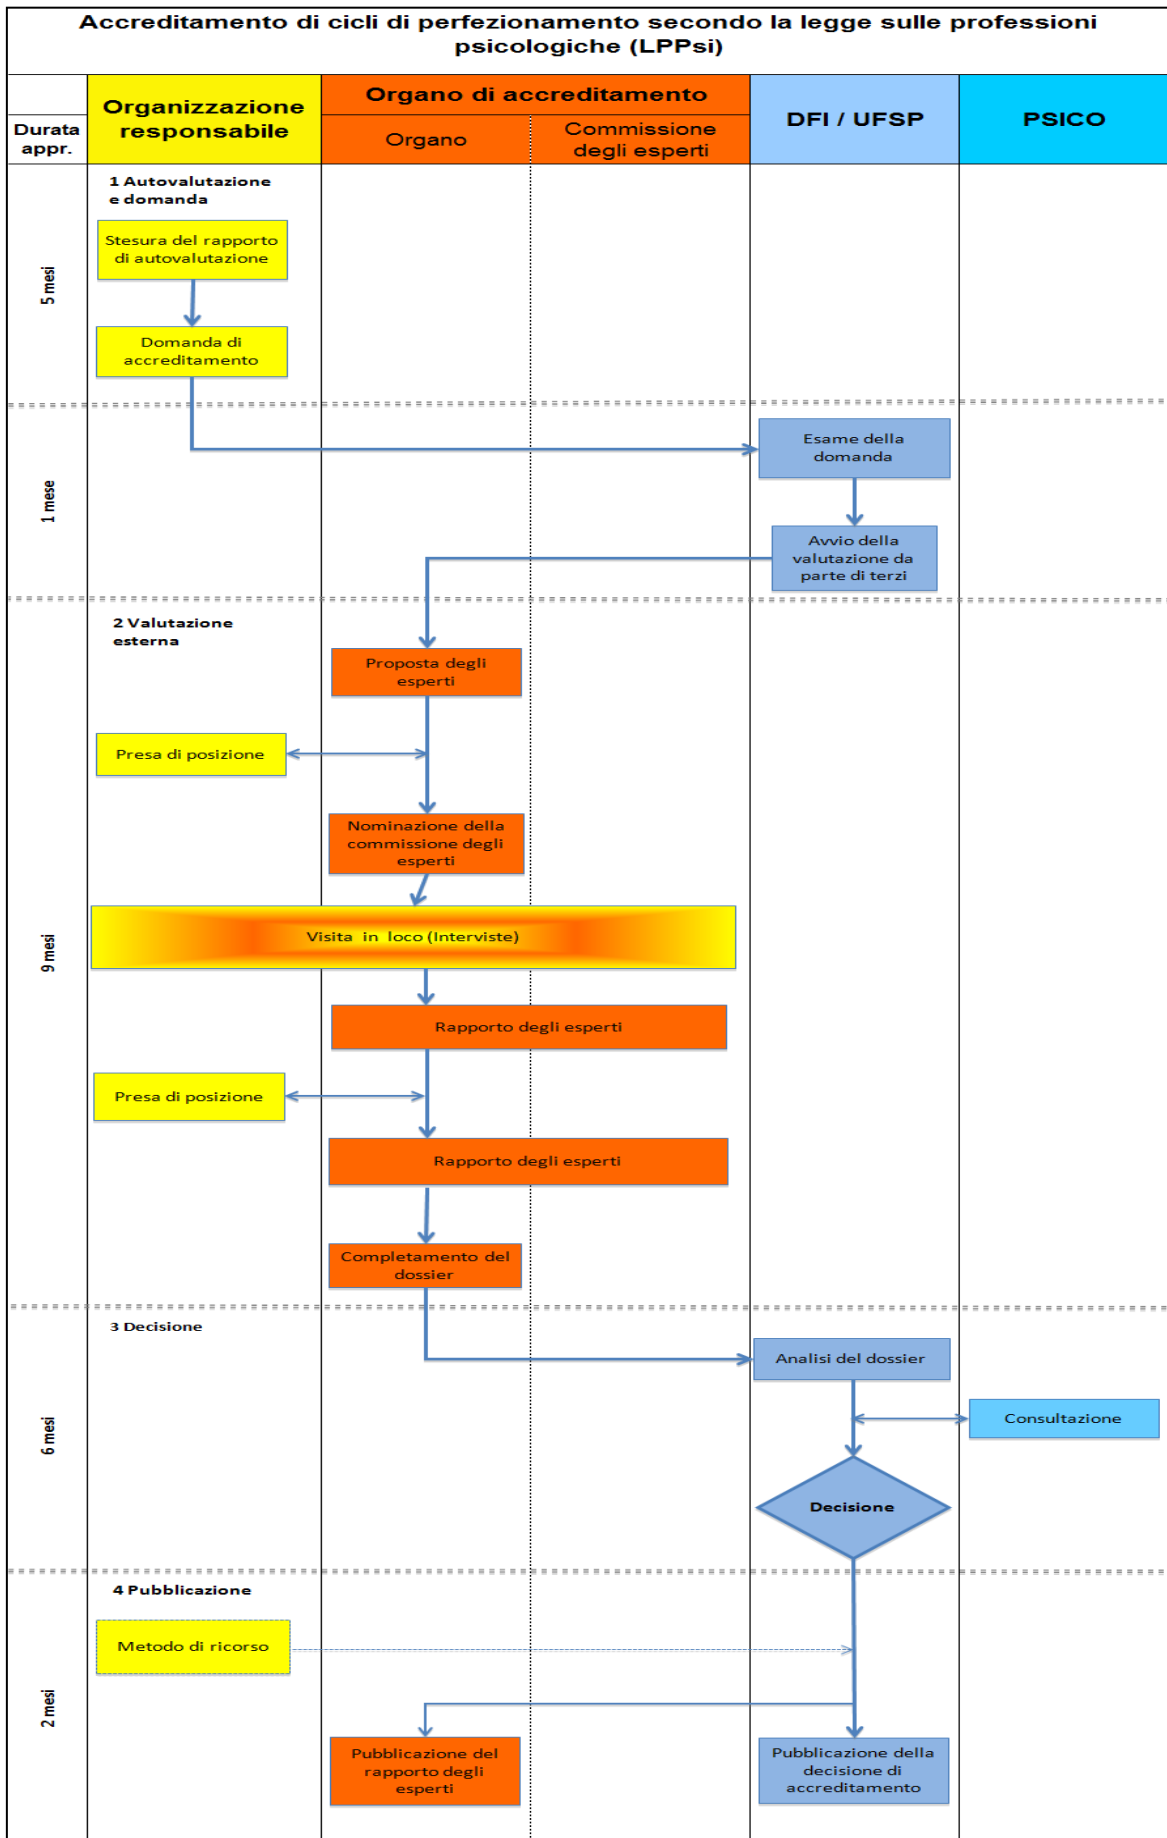 Accreditamento di cicli di perfezionamento secondo la legge sulle professioni
psicologiche (LPPsi)
Durata
appr.
Organizzazione
responsabile
Organo di accreditamento
Organo
Commissione
degli esperti
DFI / UFSP
PSICO
5 mesi
1 Autovalutazione
e domanda
Stesura del rapporto
di autovalutazione
Domanda di
accreditamento
1 mese
Esame della
domanda
Avvio della
valutazione da
parte di terzi
9 mesi
2 Valutazione
esterna
Proposta degli
esperti
Presa di posizione
Nominazione della
commissione degli
esperti
Visita in loco (Interviste)
Rapporto degli esperti
Presa di posizione
Rapporto degli esperti
Completamento del
dossier
6 mesi
3 Decisione
Analisi del dossier
Consultazione
Decisione
2 mesi
4 Pubblicazione
Metodo di ricorso
Pubblicazione del
rapporto degli
esperti
Pubblicazione della
decisione di
accreditamento